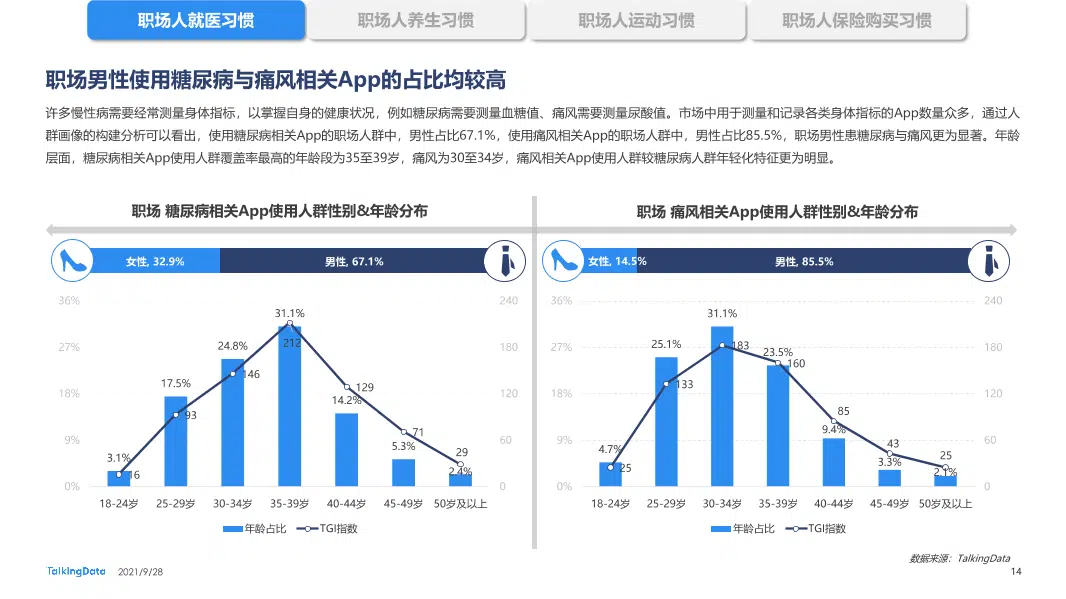 职场人就医习惯
职场人养生习惯
职场人运动习惯
职场人保险购买习惯
职场男性使用糖尿病与痛风相关App的占比均较高
许多慢性病需要经常测量身体指标，以掌握自身的健康状况，例如糖尿病需要测量血糖值、痛风需要测量尿酸值。市场中用于测量和记录各类身体指标的App数量众多，通过人
群画像的构建分析可以看出，使用糖尿病相关App的职场人群中，男性占比67.1%，使用痛风相关App的职场人群中，男性占比85.5%，职场男性患糖尿病与痛风更为显著。年龄
层面，糖尿病相关App使用人群覆盖率最高的年龄段为35至39岁，痛风为30至34岁，痛风相关App使用人群较糖尿病人群年轻化特征更为明显。
职场 糖尿病相关App使用人群性别&年龄分布
女性, 32.9%
男性, 67.1%
36%
27%
18%
9%
0%
240
180
120
60
0
3.1%
17.5%
24.8%
31.1%
14.2%
5.3%
2.4%
16
93
146
212
129
71
29
18-24岁
25-29岁
30-34岁
35-39岁
40-44岁
45-49岁
50岁及以上
年龄占比
TGI指数
职场 痛风相关App使用人群性别&年龄分布
女性, 14.5%
男性, 85.5%
36%
27%
18%
9%
0%
240
180
120
60
0
4.7%
25.1%
31.1%
23.5%
9.4%
3.3%
2.1%
25
133
183
160
85
43
25
18-24岁
25-29岁
30-34岁
35-39岁
40-44岁
45-49岁
50岁及以上
年龄占比
TGI指数
数据来源：TalkingData
TalkingData
2021/9/28
14